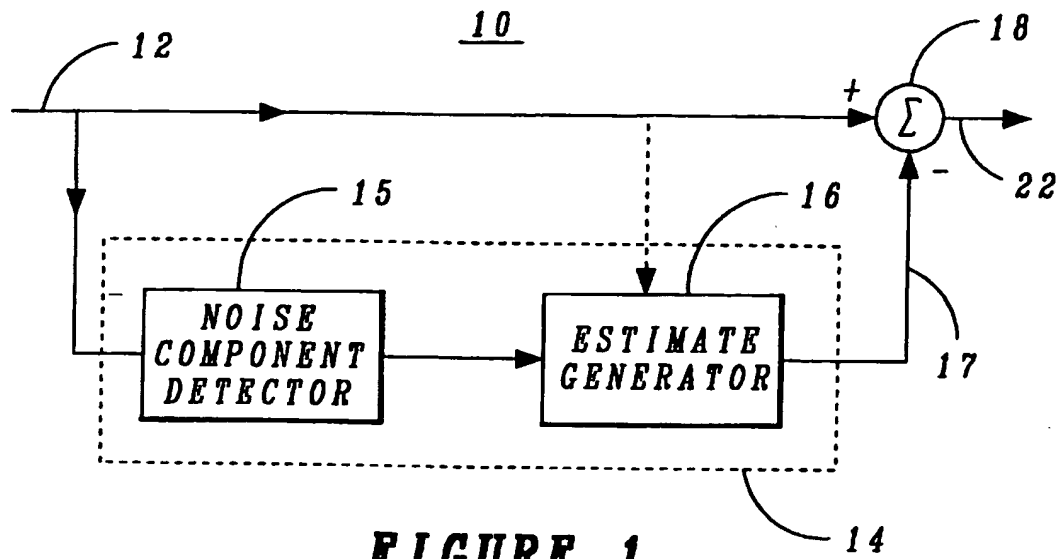 10
12
18
+
Σ
-
22
15
16
-
NOISE
COMPONENT
DETECTOR
ESTIMATE
GENERATOR
17
14
FIGURE 1